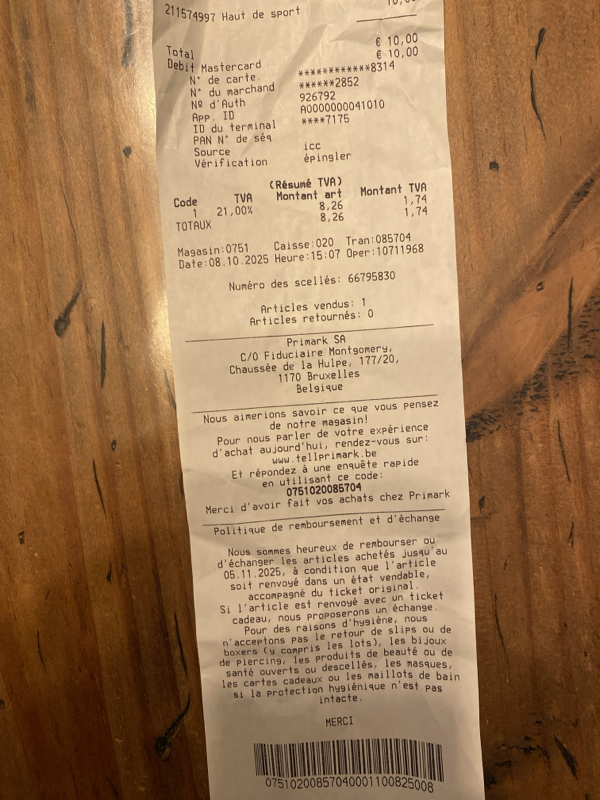 211574997 Haut de sport 10,00
Total € 10,00
Debit Mastercard € 10,00
N° de carte. ************8314
N° du marchand ******2852
Nº d'Auth 926792
App. ID A0000000041010
ID du terminal ****7175
PAN N° de séq
Source icc
Vérification épingler
(Résumé TVA)
Code TVA Montant art Montant TVA
1 21,00% 8,26 1,74
TOTAUX 8,26 1,74
Magasin:0751 Caisse:020 Tran:085704
Date:08.10.2025 Heure:15:07 Oper:10711968
Numéro des scellés: 66795830
Articles vendus: 1
Articles retournés: 0
Primark SA
C/O Fiduciaire Montgomery,
Chaussée de la Hulpe, 177/20,
1170 Bruxelles
Belgique
Nous aimerions savoir ce que vous pensez
de notre magasin!
Pour nous parler de votre expérience
d'achat aujourd'hui, rendez-vous sur:
www.tellprimark.be
Et répondez à une enquête rapide
en utilisant ce code:
0751020085704
Merci d'avoir fait vos achats chez Primark
Politique de remboursement et d'échange
Nous sommes heureux de rembourser ou
d'échanger les articles achetés jusqu'au
05.11.2025, à condition que l'article
soit renvoyé dans un état vendable,
accompagné du ticket original.
Si l'article est renvoyé avec un ticket
cadeau, nous proposerons un échange.
Pour des raisons d'hygiène, nous
n'acceptons pas le retour de slips ou de
boxers (y compris les lots), les bijoux
de piercing, les produits de beauté ou de
santé ouverts ou descellés, les masques,
les cartes cadeaux ou les maillots de bain
si la protection hygiénique n'est pas
intacte.
MERCI
07510200857040001100825008